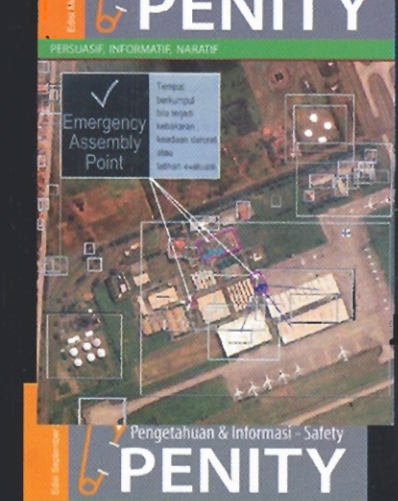 PENITY
PERSUASIF, INFORMATIF, NARATIF
Emergency
Assembly
Point
Tempat
berkumpul
bila terjadi
kebakaran
keadaan darurat
atau
latihan evakuasi
Pengetahuan & Informasi - Safety
PENITY
Edisi September